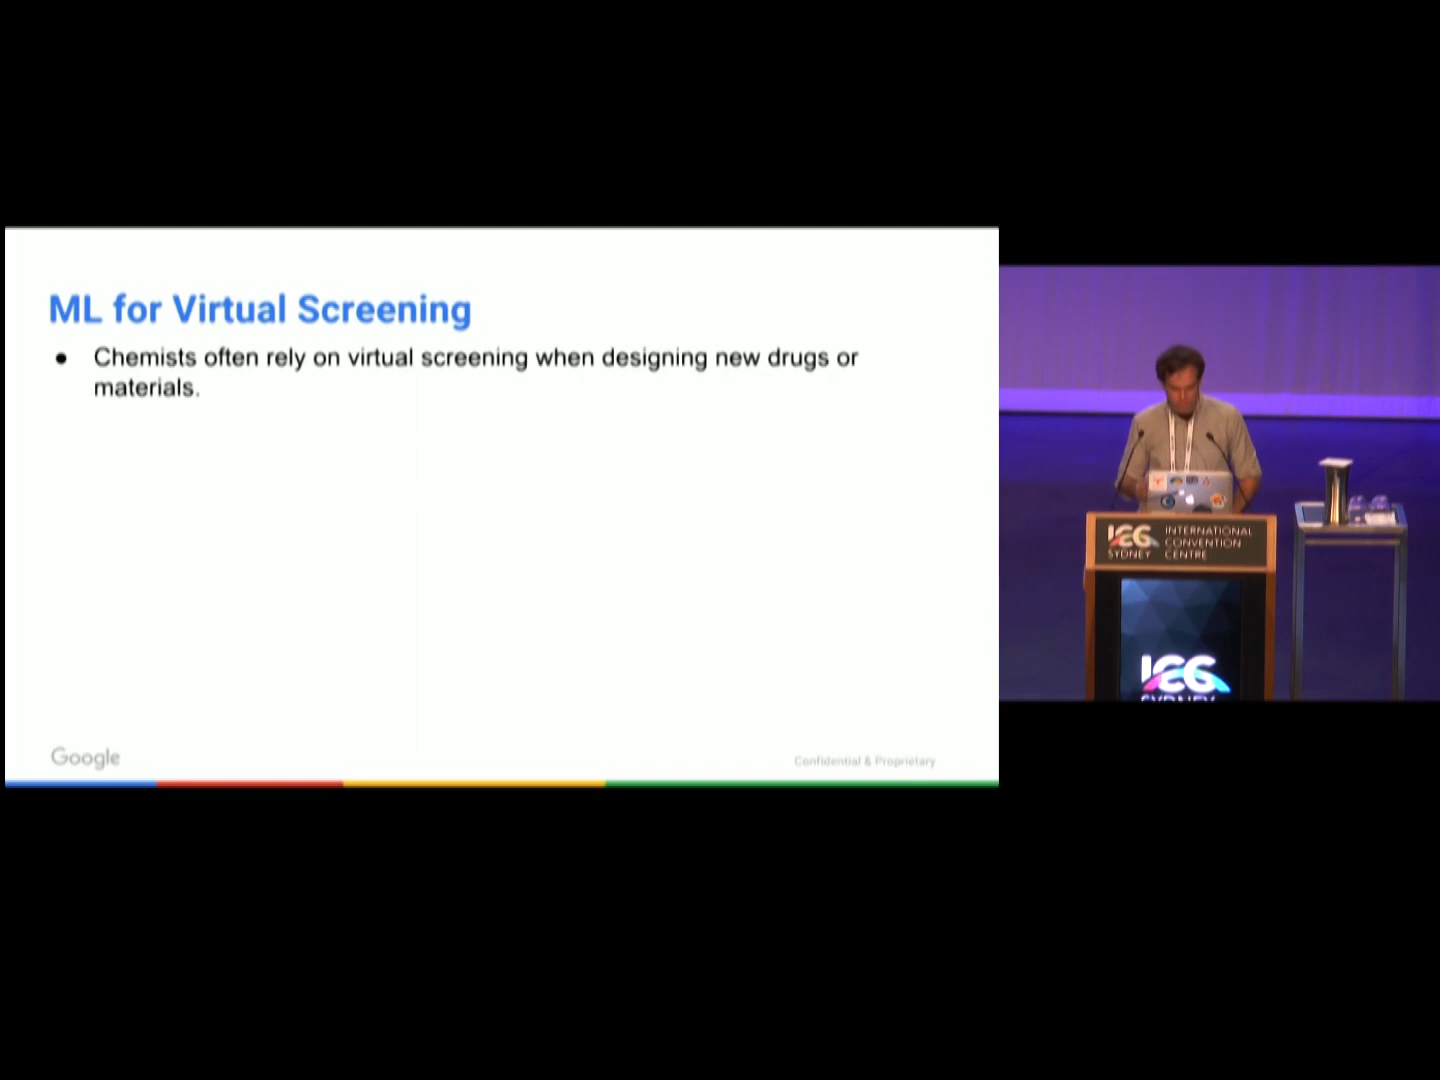 ML for Virtual Screening
● Chemists often rely on virtual screening when designing new drugs or
materials.
Google
Confidential & Proprietary
ICC
SYDNEY
INTERNATIONAL
CONVENTION
CENTRE
ICC
SYDNEY